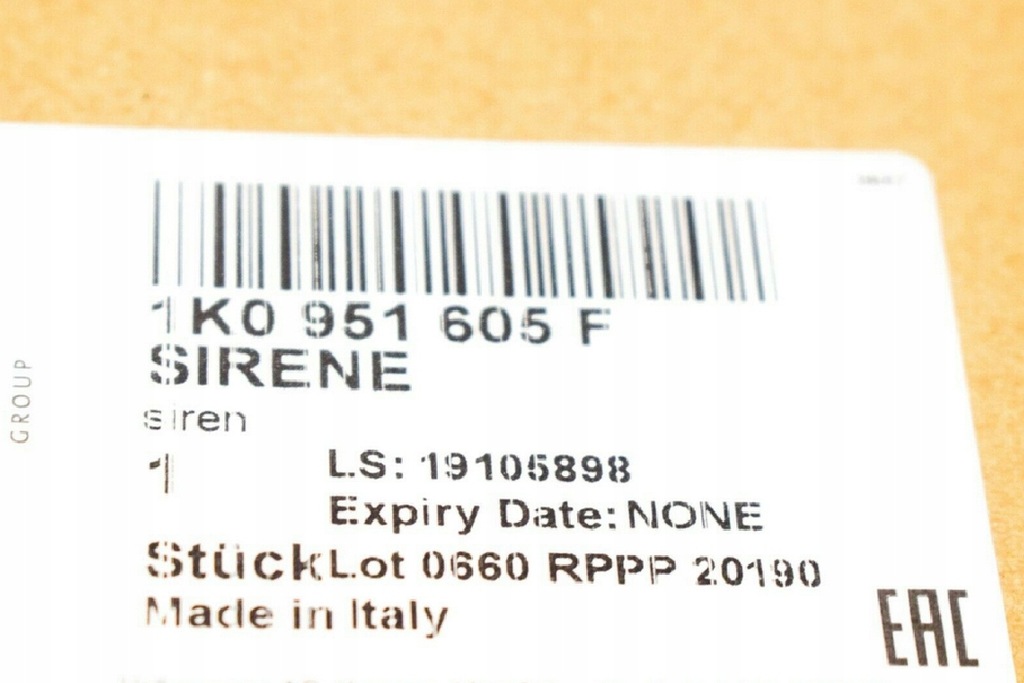 1K0 951 605 F
SIRENE
siren
1 LS: 19105898
Expiry Date: NONE
Stück Lot 0660 RPPP 20190
Made in Italy
EAC
GROUP